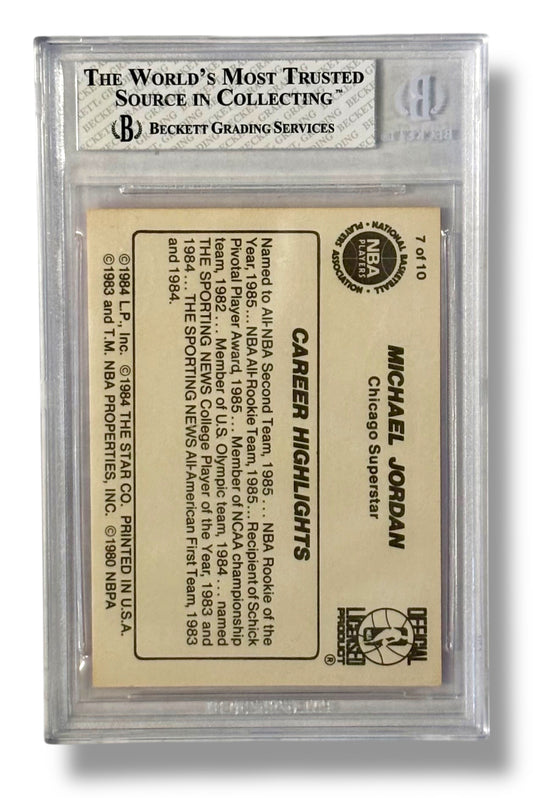 THE WORLD'S MOST TRUSTED
SOURCE IN COLLECTING™
B BECKETT GRADING SERVICES
7 of 10
NATIONAL BASKETBALL
PLAYERS
ASSOCIATION
NBA
PLAYERS
MICHAEL JORDAN
Chicago Superstar
OFFICIAL
LICENSED
PRODUCT
®
CAREER HIGHLIGHTS
Named to All-NBA Second Team, 1985 . . . NBA Rookie of the
Year, 1985 . . . NBA All-Rookie Team, 1985 . . . Recipient of Schick
Pivotal Player Award, 1985 . . . Member of NCAA championship
team, 1982 . . . Member of U.S. Olympic team, 1984 . . . named
THE SPORTING NEWS College Player of the Year, 1983 and
1984 . . . THE SPORTING NEWS All-American First Team, 1983
and 1984.
©1984 L.P., Inc. ©1984 THE STAR CO. PRINTED IN U.S.A.
©1983 and T.M. NBA PROPERTIES, INC. ©1980 NBPA